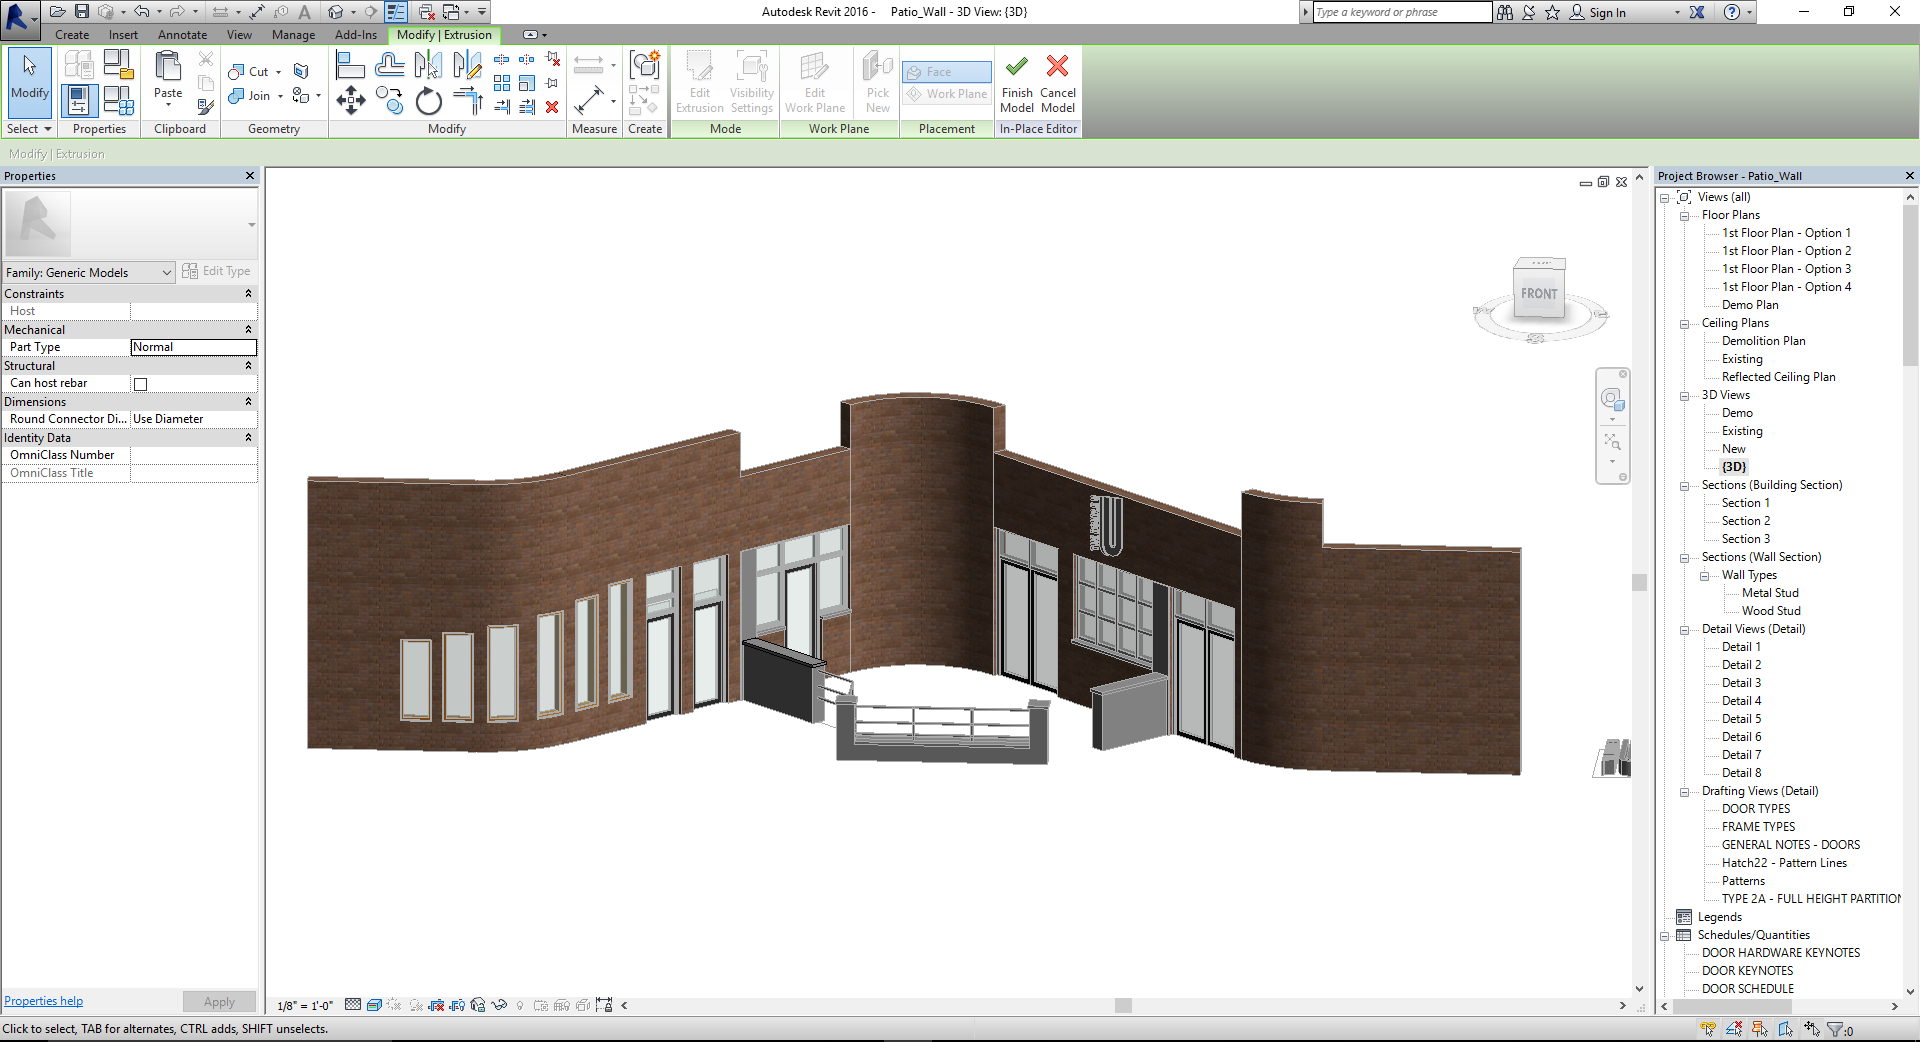 Autodesk Revit 2016 - Patio_Wall - 3D View: {3D}
Type a keyword or phrase
Sign In
Create Insert Annotate View Manage Add-Ins Modify | Extrusion
Modify
Paste
Cut
Join
Edit Extrusion
Visibility Settings
Edit Work Plane
Pick New
Face
Work Plane
Finish Model
Cancel Model
Select Properties Clipboard Geometry Modify Measure Create Mode Work Plane Placement In-Place Editor
Modify | Extrusion
Properties
Family: Generic Models
Edit Type
Constraints
Host
Mechanical
Part Type Normal
Structural
Can host rebar
Dimensions
Round Connector Di... Use Diameter
Identity Data
OmniClass Number
OmniClass Title
Properties help
Apply
FRONT
U
1/8" = 1'-0"
Project Browser - Patio_Wall
Views (all)
Floor Plans
1st Floor Plan - Option 1
1st Floor Plan - Option 2
1st Floor Plan - Option 3
1st Floor Plan - Option 4
Demo Plan
Ceiling Plans
Demolition Plan
Existing
Reflected Ceiling Plan
3D Views
Demo
Existing
New
{3D}
Sections (Building Section)
Section 1
Section 2
Section 3
Sections (Wall Section)
Wall Types
Metal Stud
Wood Stud
Detail Views (Detail)
Detail 1
Detail 2
Detail 3
Detail 4
Detail 5
Detail 6
Detail 7
Detail 8
Drafting Views (Detail)
DOOR TYPES
FRAME TYPES
GENERAL NOTES - DOORS
Hatch22 - Pattern Lines
Patterns
TYPE 2A - FULL HEIGHT PARTITION
Legends
Schedules/Quantities
DOOR HARDWARE KEYNOTES
DOOR KEYNOTES
DOOR SCHEDULE
Click to select, TAB for alternates, CTRL adds, SHIFT unselects.
:0